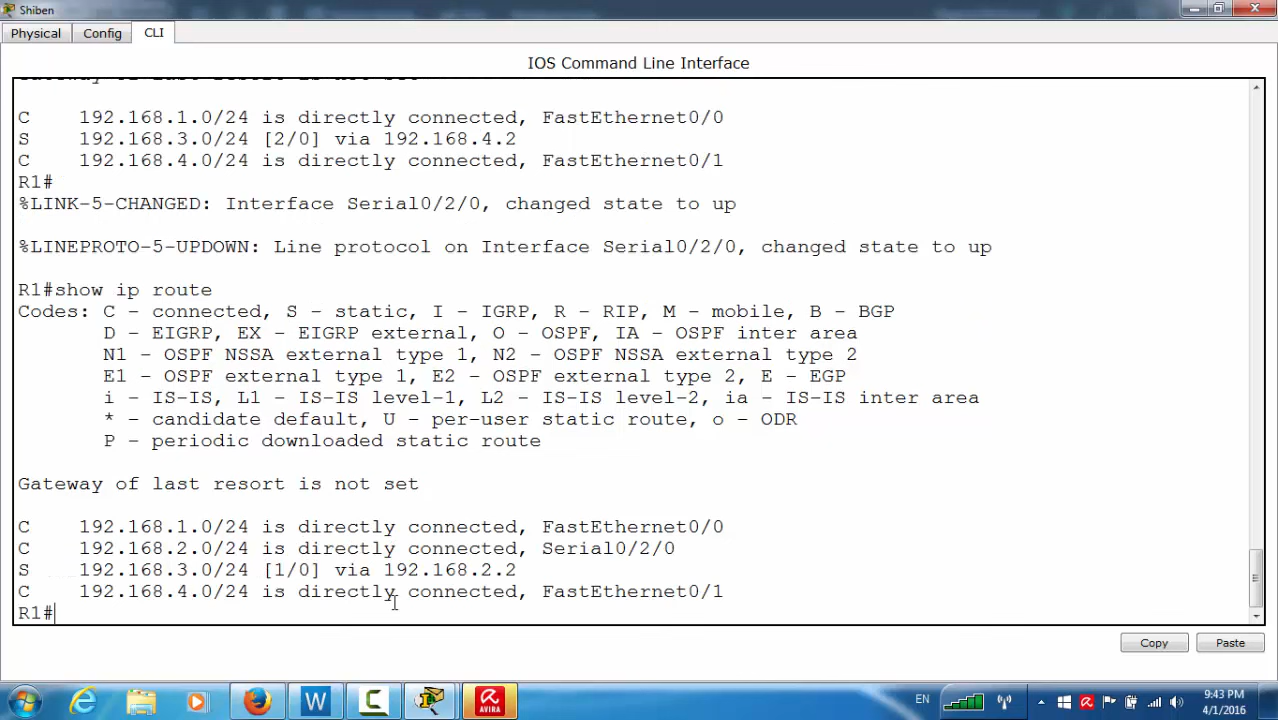 Shiben
Physical Config CLI
IOS Command Line Interface
Gateway of last resort is not set
C 192.168.1.0/24 is directly connected, FastEthernet0/0
S 192.168.3.0/24 [2/0] via 192.168.4.2
C 192.168.4.0/24 is directly connected, FastEthernet0/1
R1#
%LINK-5-CHANGED: Interface Serial0/2/0, changed state to up
%LINEPROTO-5-UPDOWN: Line protocol on Interface Serial0/2/0, changed state to up
R1#show ip route
Codes: C - connected, S - static, I - IGRP, R - RIP, M - mobile, B - BGP
D - EIGRP, EX - EIGRP external, O - OSPF, IA - OSPF inter area
N1 - OSPF NSSA external type 1, N2 - OSPF NSSA external type 2
E1 - OSPF external type 1, E2 - OSPF external type 2, E - EGP
i - IS-IS, L1 - IS-IS level-1, L2 - IS-IS level-2, ia - IS-IS inter area
* - candidate default, U - per-user static route, o - ODR
P - periodic downloaded static route
Gateway of last resort is not set
C 192.168.1.0/24 is directly connected, FastEthernet0/0
C 192.168.2.0/24 is directly connected, Serial0/2/0
S 192.168.3.0/24 [1/0] via 192.168.2.2
C 192.168.4.0/24 is directly connected, FastEthernet0/1
R1#
Copy Paste
W AVIRA EN 9:43 PM
4/1/2016